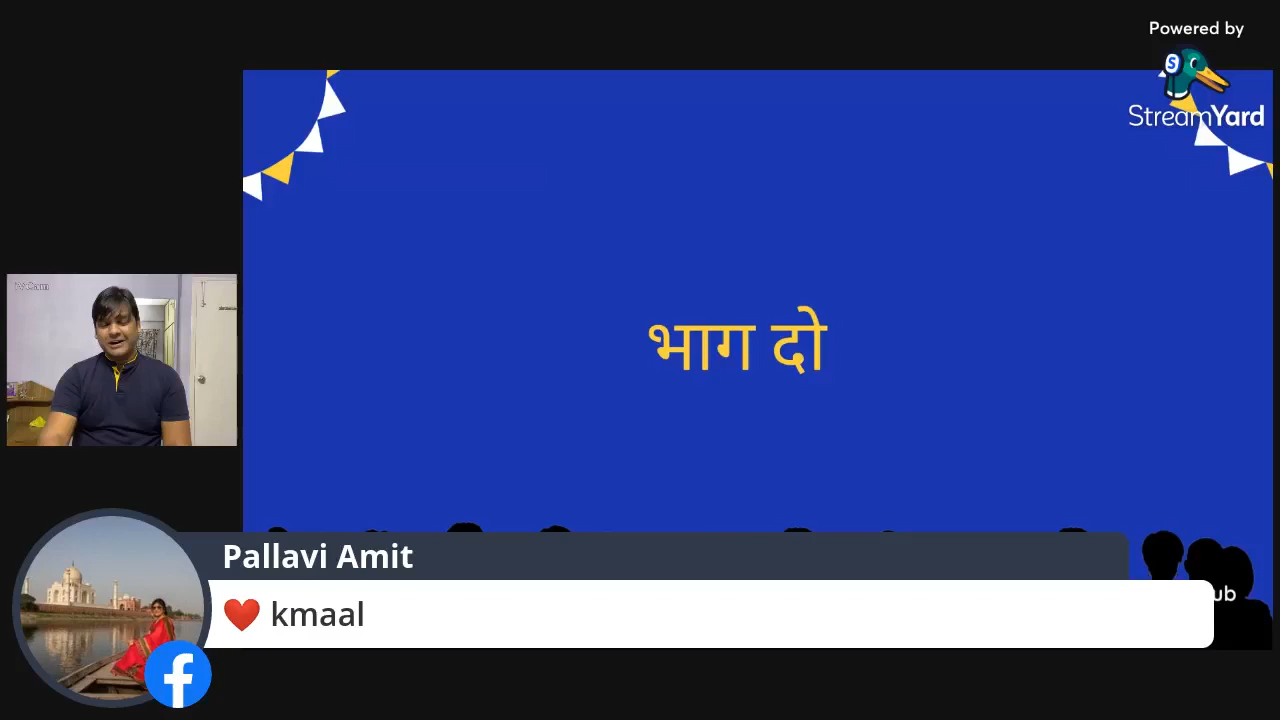 Powered by
StreamYard
भाग दो
Pallavi Amit
❤️ kmaal